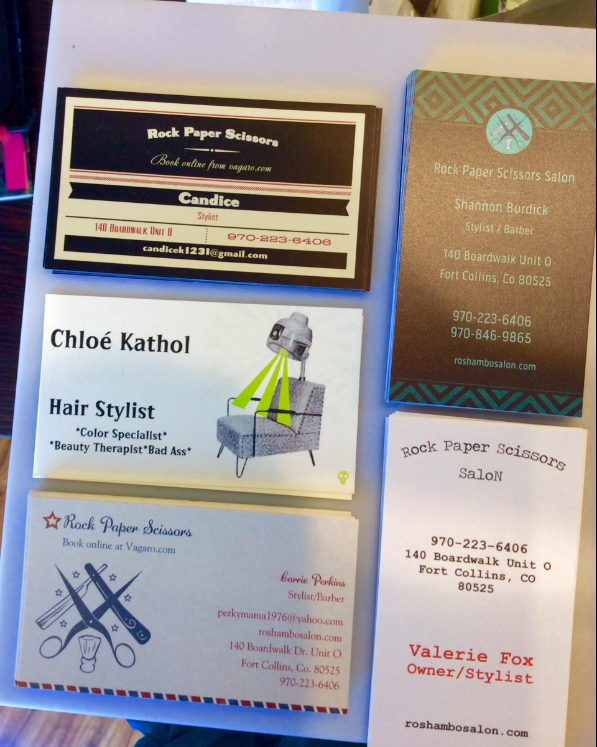 Rock Paper Scissors
Book online from vagaro.com
Candice
Stylist
140 Boardwalk Unit O
970-223-6406
candicek1231@gmail.com
Rock Paper Scissors Salon
Shannon Burdick
Stylist / Barber
140 Boardwalk Unit O
Fort Collins, Co 80525
970-223-6406
970-846-9865
roshambosalon.com
Chloé Kathol
Hair Stylist
*Color Specialist*
*Beauty Therapist*Bad Ass*
Rock Paper Scissors
Book online at Vagaro.com
Carrie Perkins
Stylist/Barber
perkymama1976@yahoo.com
roshambosalon.com
140 Boardwalk Dr. Unit O
Fort Collins, Co. 80525
970-223-6406
Rock Paper Scissors
SaloN
970-223-6406
140 Boardwalk Unit O
Fort Collins, CO
80525
Valerie Fox
Owner/Stylist
roshambosalon.com